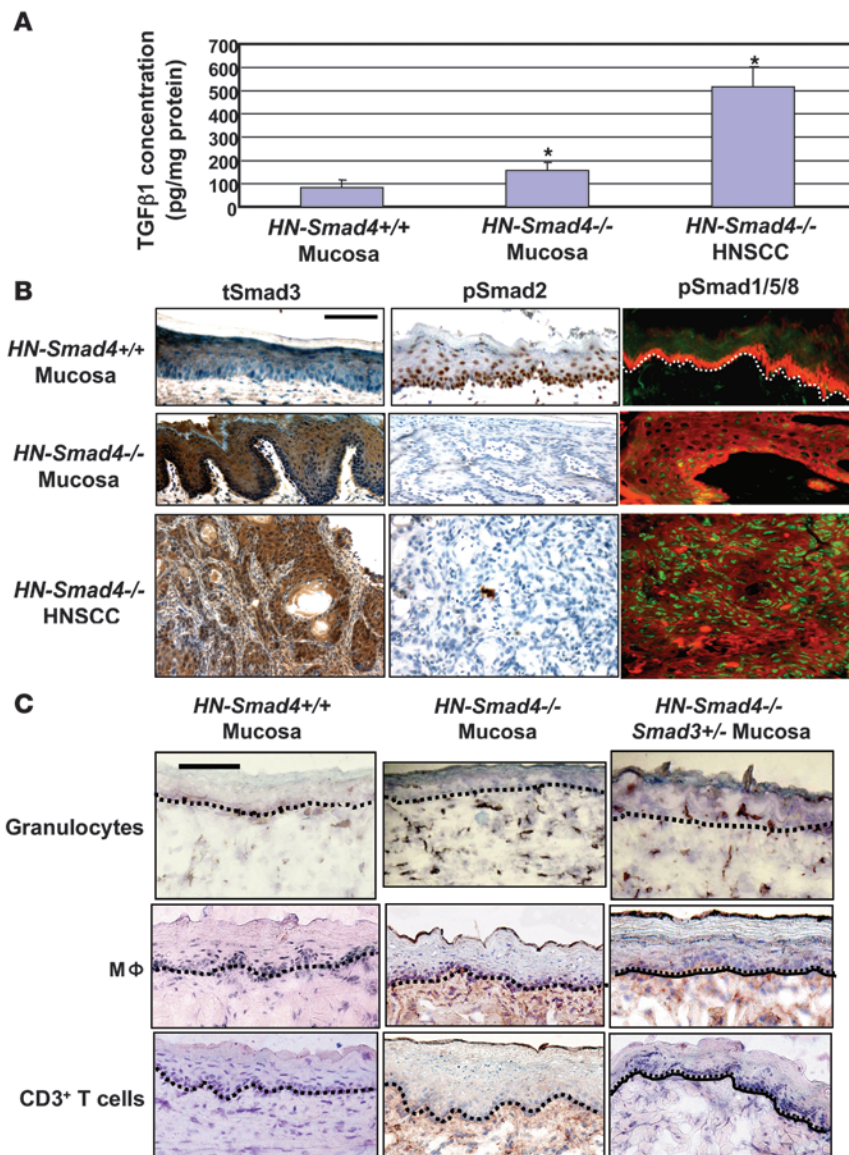 A
TGFβ1 concentration
(pg/mg protein)
700
600
500
400
300
200
100
0
*
*
HN-Smad4+/+
Mucosa
HN-Smad4-/-
Mucosa
HN-Smad4-/-
HNSCC
B
tSmad3
pSmad2
pSmad1/5/8
HN-Smad4+/+
Mucosa
HN-Smad4-/-
Mucosa
HN-Smad4-/-
HNSCC
C
HN-Smad4+/+
Mucosa
HN-Smad4-/-
Mucosa
HN-Smad4-/-
Smad3+/- Mucosa
Granulocytes
MΦ
CD3+ T cells